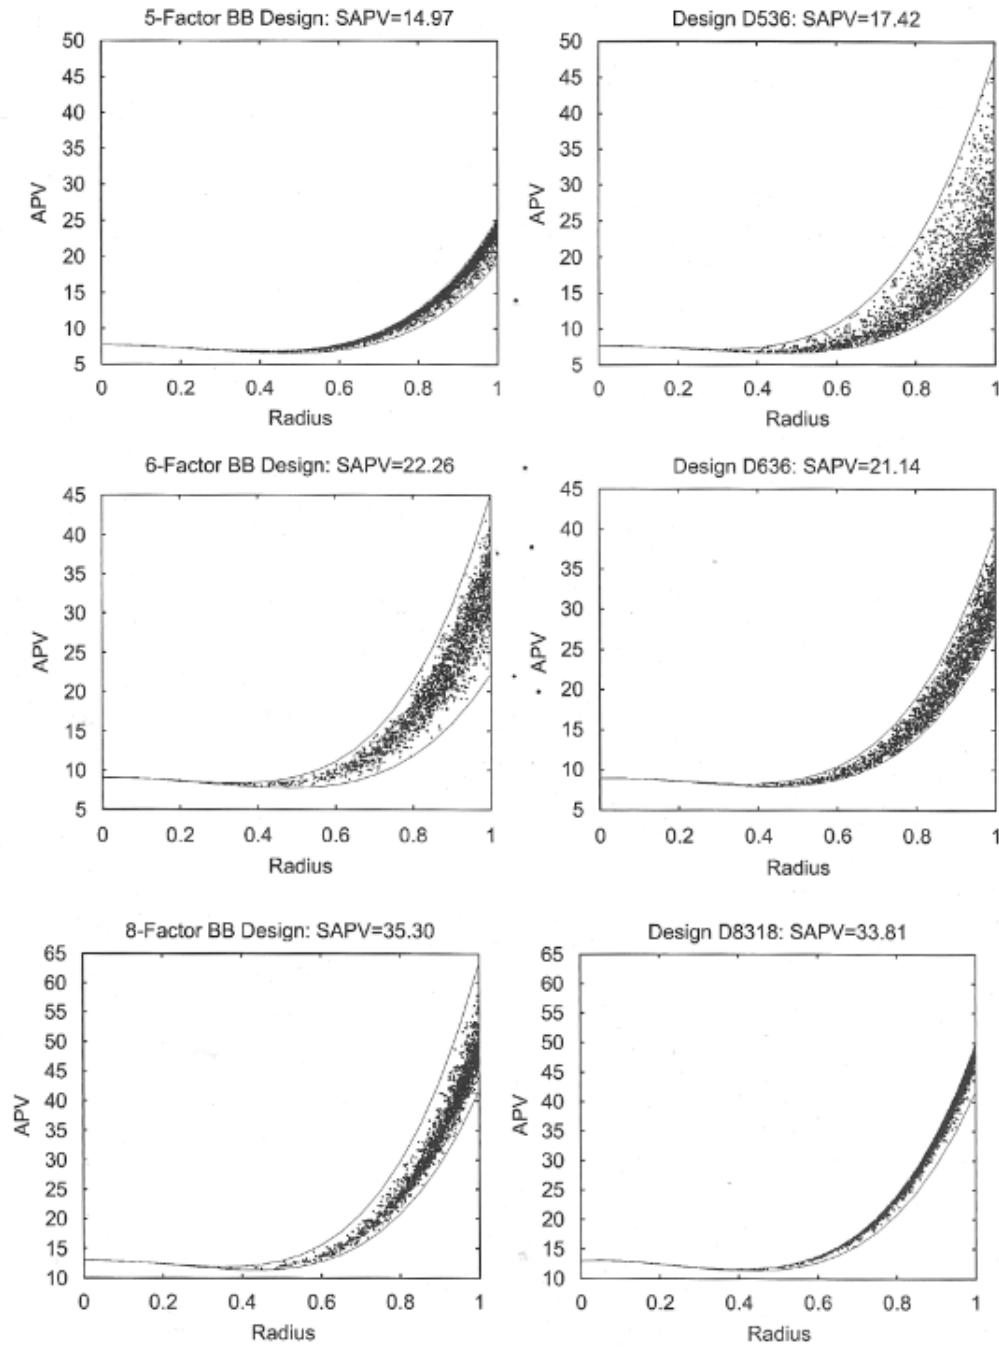 5-Factor BB Design: SAPV=14.97
50
45
40
35
30
25
20
15
10
5
APV
0 0.2 0.4 0.6 0.8 1
Radius
Design D536: SAPV=17.42
50
45
40
35
30
25
20
15
10
5
APV
0 0.2 0.4 0.6 0.8 1
Radius
6-Factor BB Design: SAPV=22.26
45
40
35
30
25
20
15
10
5
APV
0 0.2 0.4 0.6 0.8 1
Radius
Design D636: SAPV=21.14
45
40
35
30
25
20
15
10
5
APV
0 0.2 0.4 0.6 0.8 1
Radius
8-Factor BB Design: SAPV=35.30
65
60
55
50
45
40
35
30
25
20
15
10
APV
0 0.2 0.4 0.6 0.8 1
Radius
Design D8318: SAPV=33.81
65
60
55
50
45
40
35
30
25
20
15
10
APV
0 0.2 0.4 0.6 0.8 1
Radius